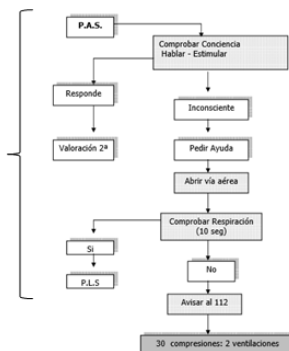 P.A.S.
Comprobar Conciencia
Hablar - Estimular
Responde
Inconsciente
Valoración 2ª
Pedir Ayuda
Abrir vía aérea
Comprobar Respiración
(10 seg)
Si
No
P.L.S
Avisar al 112
30 compresiones: 2 ventilaciones